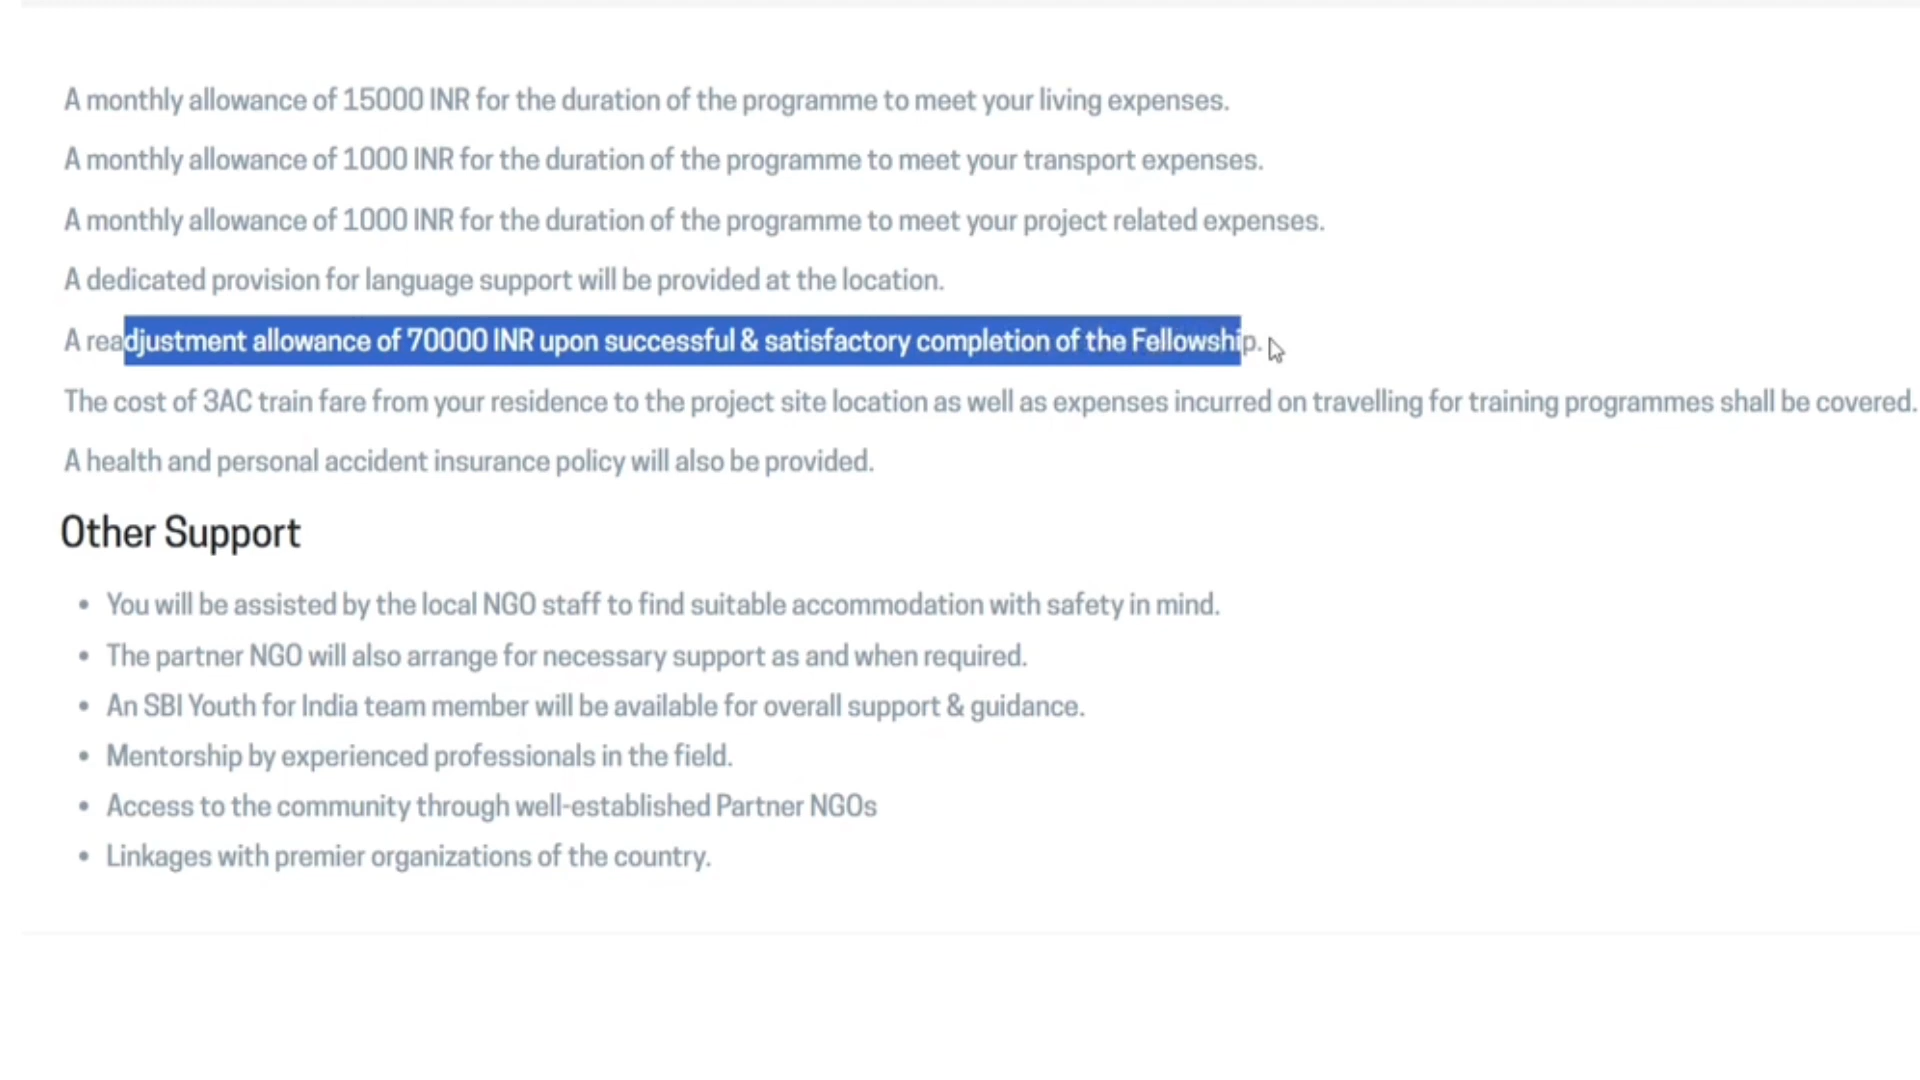 A monthly allowance of 15000 INR for the duration of the programme to meet your living expenses.
A monthly allowance of 1000 INR for the duration of the programme to meet your transport expenses.
A monthly allowance of 1000 INR for the duration of the programme to meet your project related expenses.
A dedicated provision for language support will be provided at the location.
A readjustment allowance of 70000 INR upon successful & satisfactory completion of the Fellowship.
The cost of 3AC train fare from your residence to the project site location as well as expenses incurred on travelling for training programmes shall be covered.
A health and personal accident insurance policy will also be provided.
Other Support
• You will be assisted by the local NGO staff to find suitable accommodation with safety in mind.
• The partner NGO will also arrange for necessary support as and when required.
• An SBI Youth for India team member will be available for overall support & guidance.
• Mentorship by experienced professionals in the field.
• Access to the community through well-established Partner NGOs
• Linkages with premier organizations of the country.